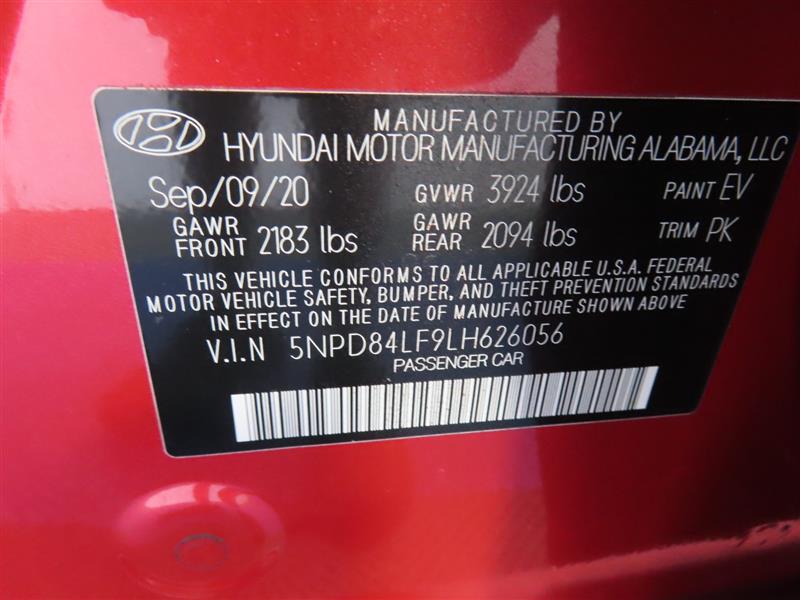 MANUFACTURED BY
HYUNDAI MOTOR MANUFACTURING ALABAMA, LLC
Sep/09/20 GVWR 3924 lbs PAINT EV
GAWR FRONT 2183 lbs GAWR REAR 2094 lbs TRIM PK
THIS VEHICLE CONFORMS TO ALL APPLICABLE U.S.A. FEDERAL
MOTOR VEHICLE SAFETY, BUMPER, AND THEFT PREVENTION STANDARDS
IN EFFECT ON THE DATE OF MANUFACTURE SHOWN ABOVE
V.I.N 5NPD84LF9LH626056
PASSENGER CAR